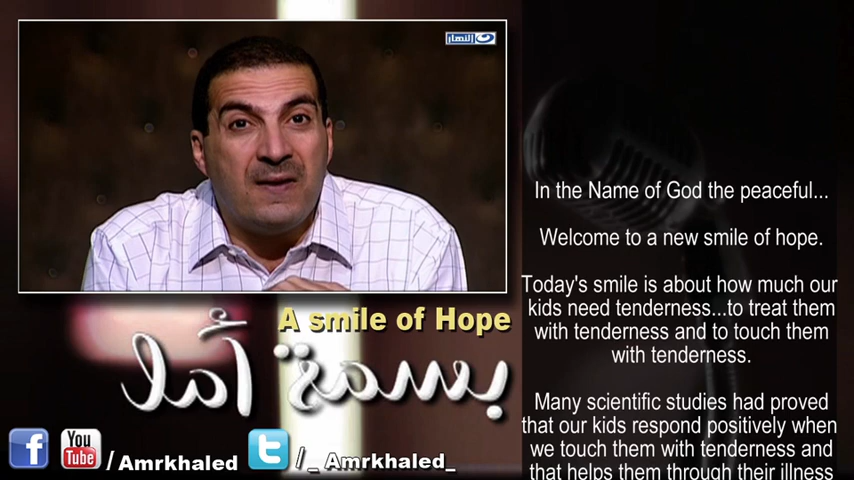 النهار
A smile of Hope
بسمة أمل
f
You
Tube
/Amrkhaled
t
/_Amrkhaled_
In the Name of God the peaceful...
Welcome to a new smile of hope.
Today's smile is about how much our
kids need tenderness...to treat them
with tenderness and to touch them
with tenderness.
Many scientific studies had proved
that our kids respond positively when
we touch them with tenderness and
that helps them through their illness